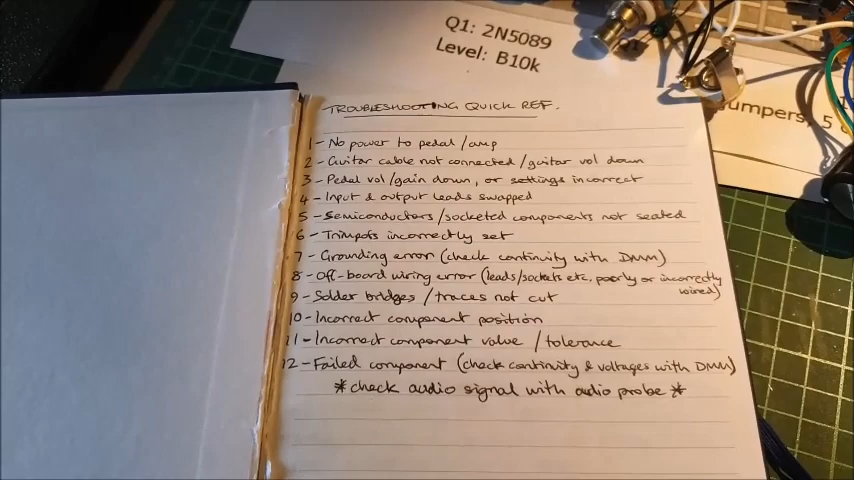 Q1: 2N5089
Level: B10k
Jumpers, 5
TROUBLESHOOTING QUICK REF.
1 - No power to pedal/amp
2 - Guitar cable not connected/guitar vol down
3 - Pedal vol/gain down, or settings incorrect
4 - Input & output leads swapped
5 - Semiconductors/socketed components not seated
6 - Trimpots incorrectly set
7 - Grounding error (check continuity with DMM)
8 - Off-board wiring error (leads/sockets etc. poorly or incorrectly
wired)
9 - Solder bridges/traces not cut
10 - Incorrect component position
11 - Incorrect component value/tolerance
12 - Failed component (check continuity & voltages with DMM)
*check audio signal with audio probe*